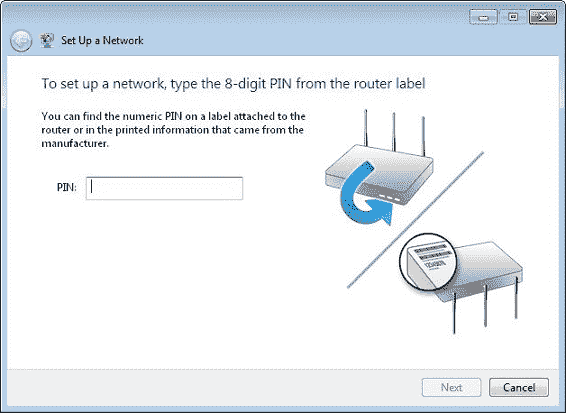 Set Up a Network
To set up a network, type the 8-digit PIN from the router label
You can find the numeric PIN on a label attached to the
router or in the printed information that came from the
manufacturer.
PIN:
Next
Cancel